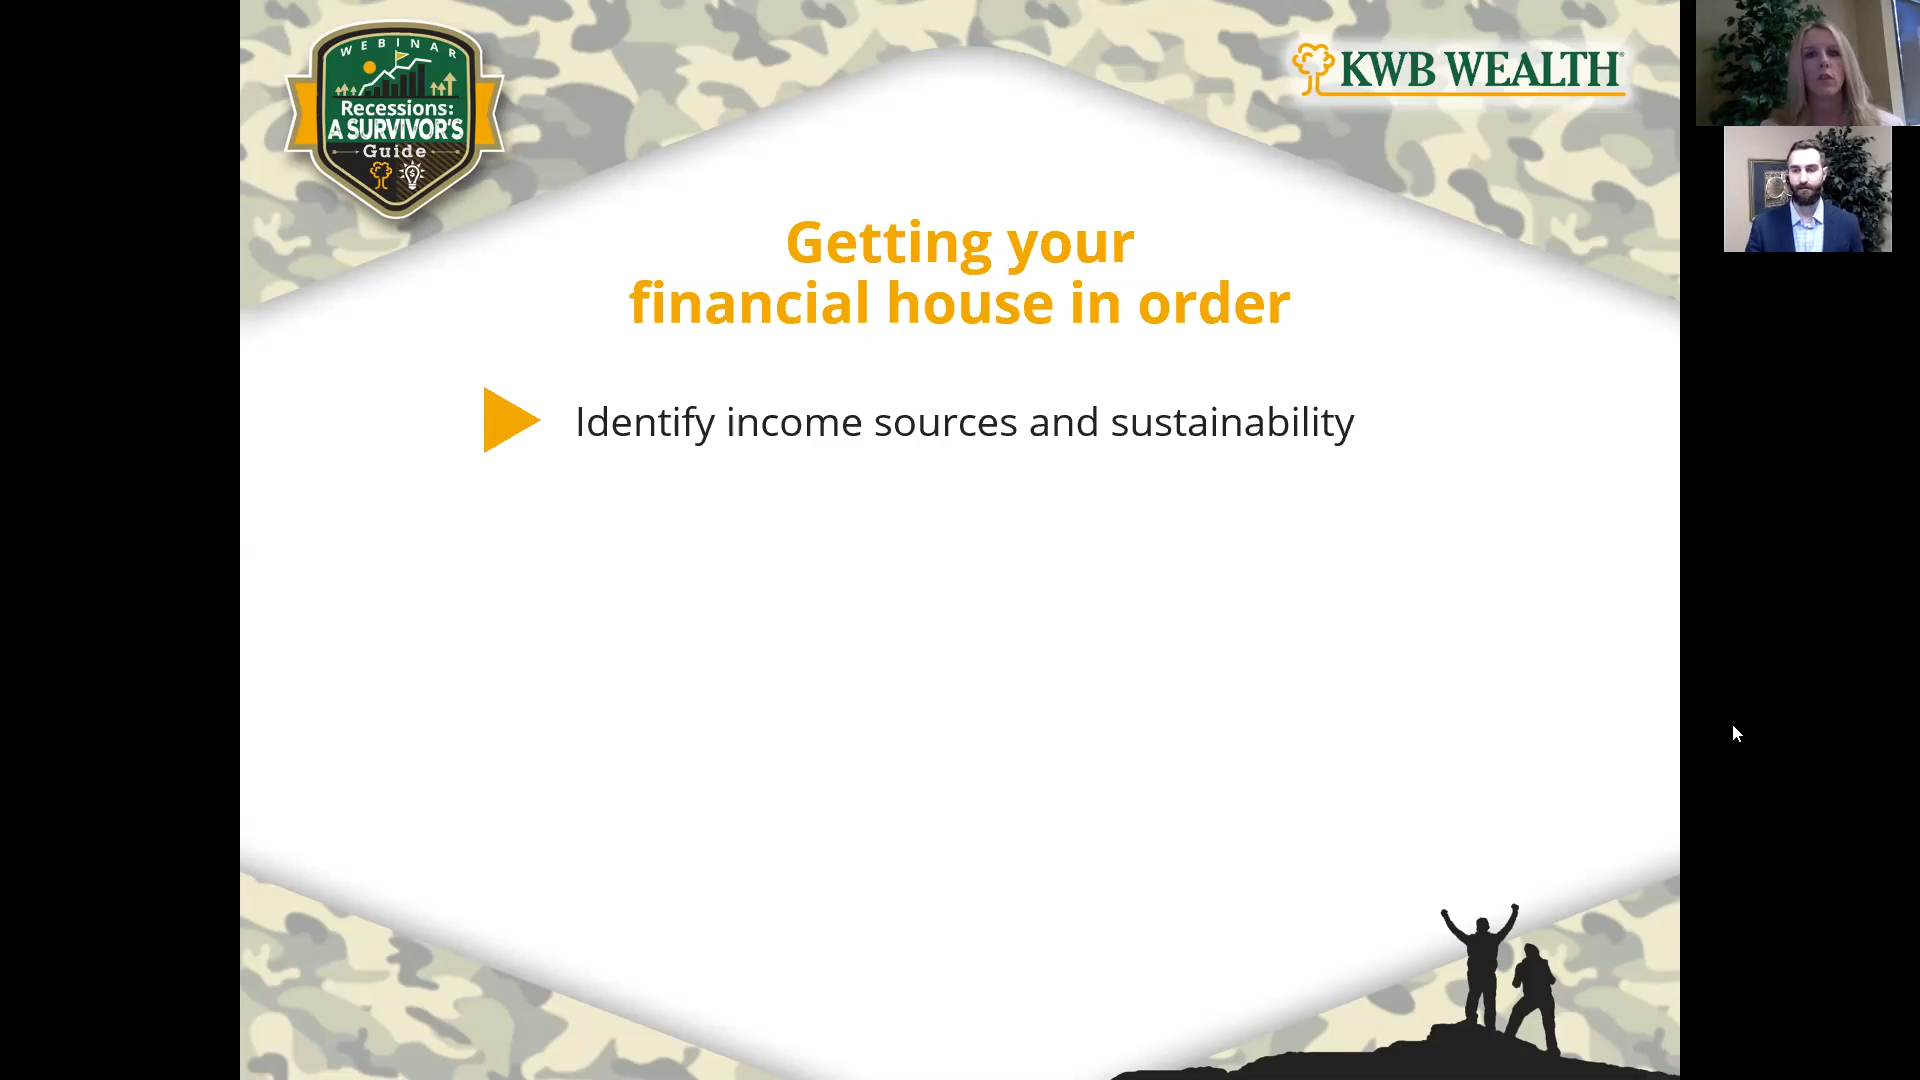 WEBINAR
Recessions:
A SURVIVOR'S
Guide
$
KWB WEALTH®
Getting your
financial house in order
Identify income sources and sustainability